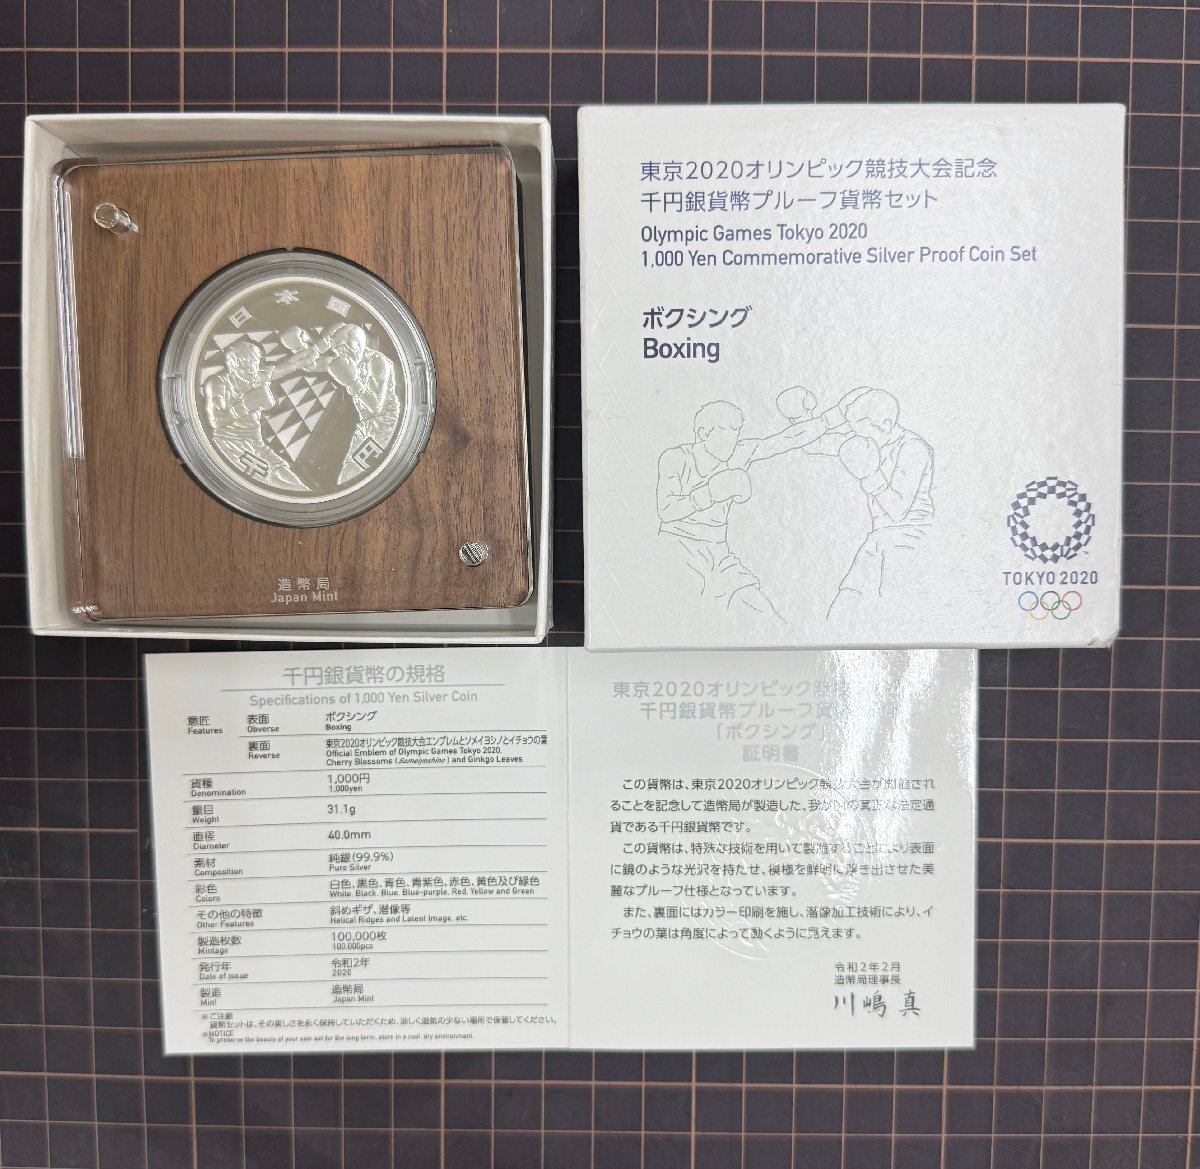 日本国
千円
造幣局
Japan Mint
東京2020オリンピック競技大会記念
千円銀貨幣プルーフ貨幣セット
Olympic Games Tokyo 2020
1,000 Yen Commemorative Silver Proof Coin Set
ボクシング
Boxing
TOKYO 2020
千円銀貨幣の規格
Specifications of 1,000 Yen Silver Coin
意匠 表面 ボクシング
Features Obverse Boxing
裏面 東京2020オリンピック競技大会エンブレムとソメイヨシノとイチョウの葉
Reverse Official Emblem of Olympic Games Tokyo 2020,
Cherry Blossoms (Someiyoshino) and Ginkgo Leaves
貨種 1,000円
Denomination 1,000yen
量目 31.1g
Weight
直径 40.0mm
Diameter
素材 純銀(99.9%)
Composition Pure Silver
彩色 白色、黒色、青色、青紫色、赤色、黄色及び緑色
Colors White, Black, Blue, Blue-purple, Red, Yellow and Green
その他の特徴 斜めギザ、潜像等
Other Features Helical Ridges and Latent Image, etc.
製造枚数 100,000枚
Mintage 100,000pcs
発行年 令和2年
Date of issue 2020
製造 造幣局
Mint Japan Mint
※ご注意
貨幣セットは、その美しさを永く保持していただくため、涼しく湿気の少ない場所で保管してください。
※NOTICE
To preserve the beauty of your coin set for the long term, store in a cool, dry environment.
東京2020オリンピック競技
千円銀貨幣プルーフ貨
「ボクシング」
証明書
この貨幣は、東京2020オリンピック競技大会が開催され
ることを記念して造幣局が製造した、我が国の真正な法定通
貨である千円銀貨幣です。
この貨幣は、特殊な技術を用いて製造することにより表面
に鏡のような光沢を持たせ、模様を鮮明に浮き出させた美
麗なプルーフ仕様となっています。
また、裏面にはカラー印刷を施し、潜像加工技術により、イ
チョウの葉は角度によって動くように見えます。
令和2年2月
造幣局理事長
川嶋 真